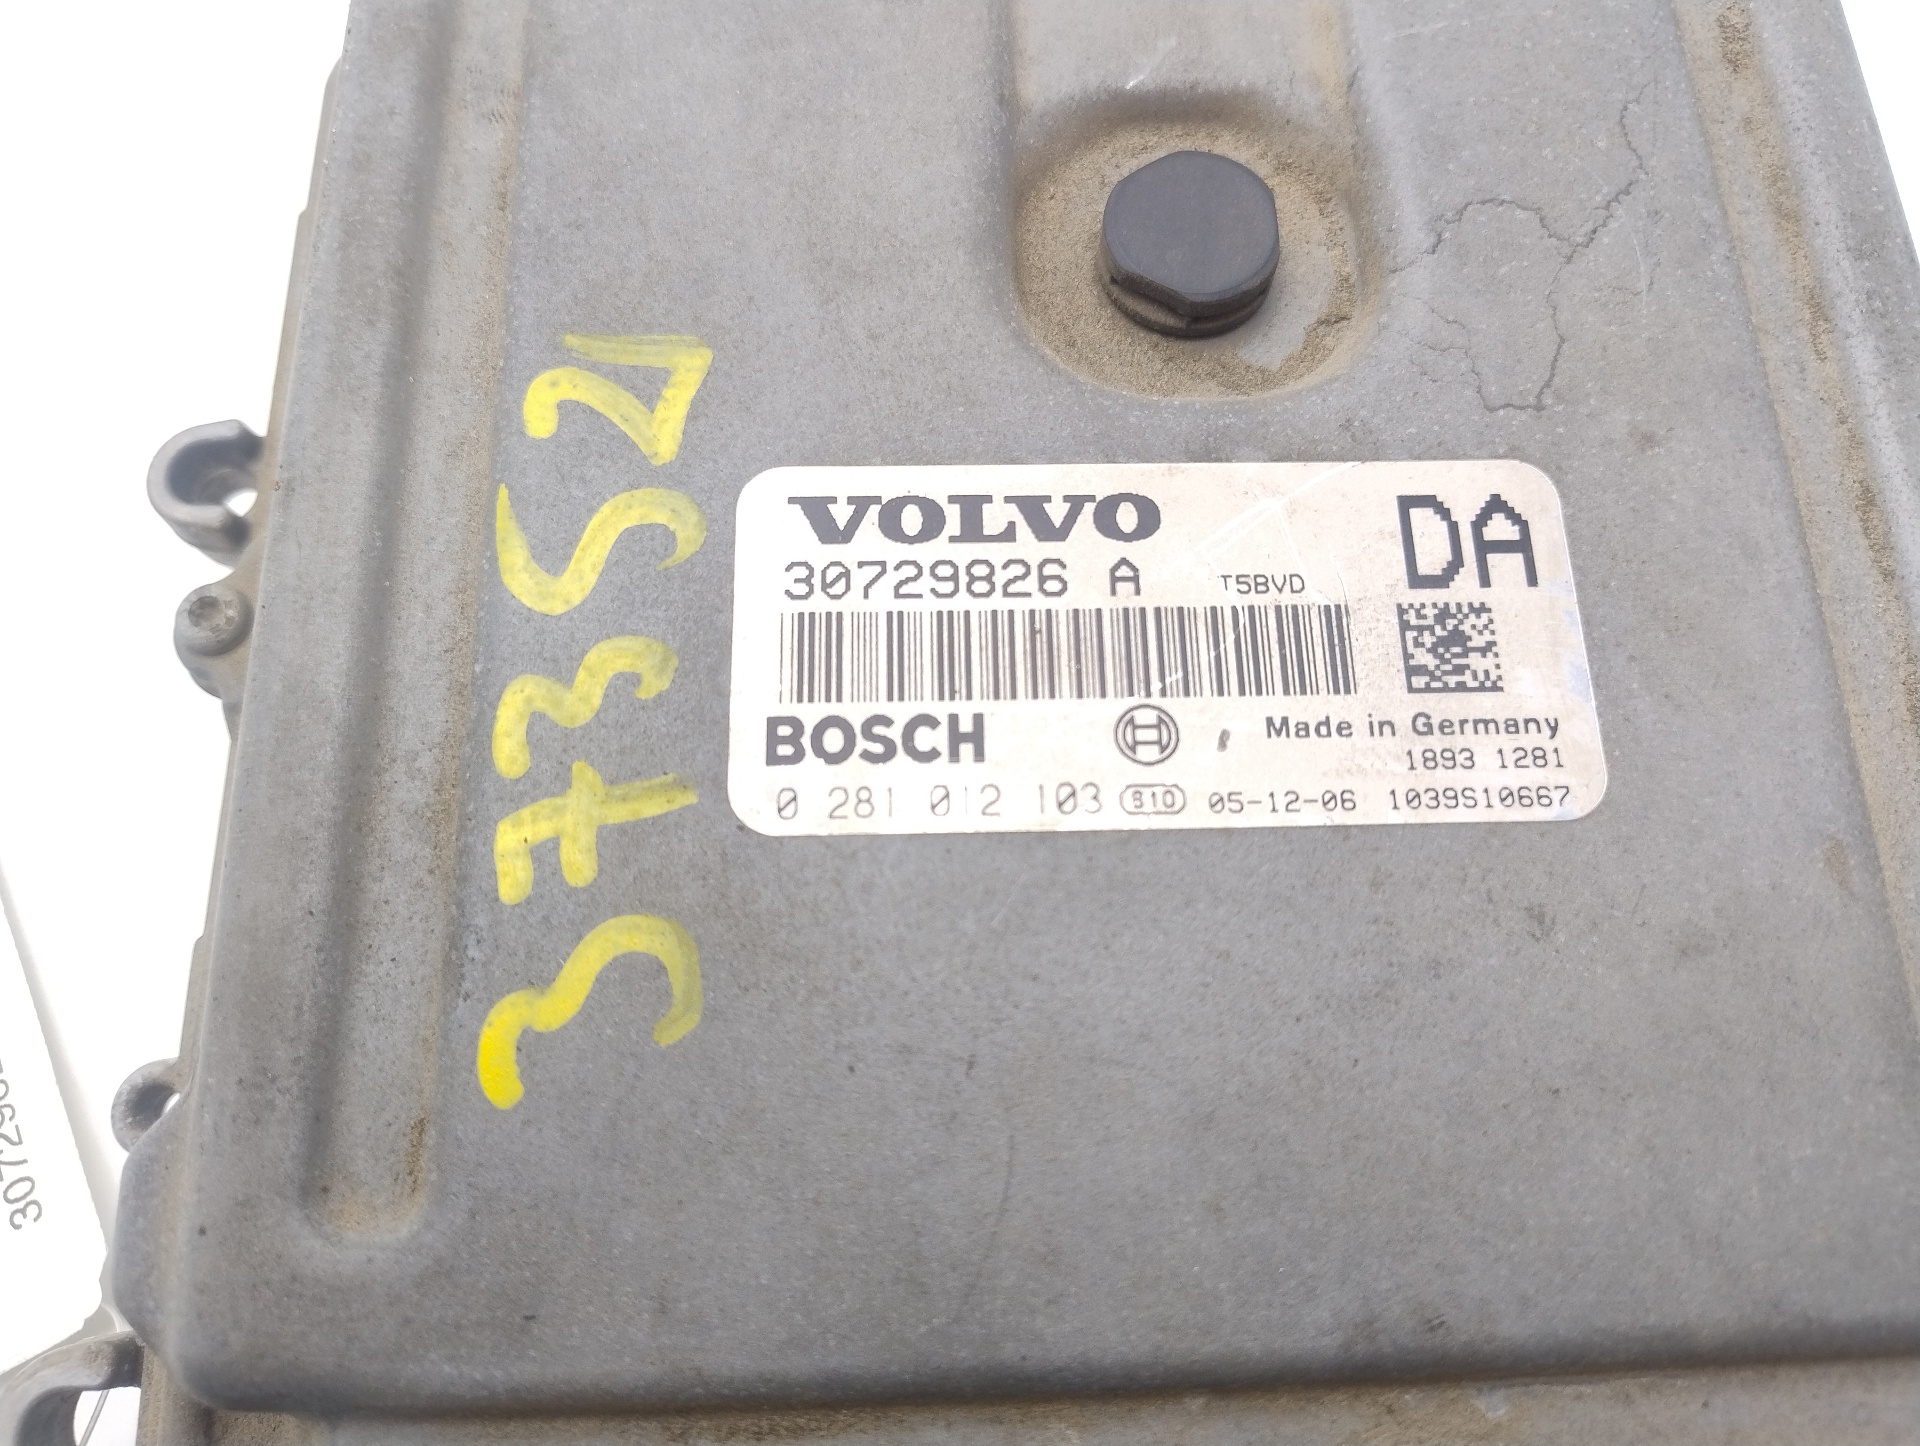 VOLVO
DA
30729826 A T5BVD
BOSCH
Made in Germany
1893 1281
0 281 012 103 S10 05-12-06 1039S10667
37352